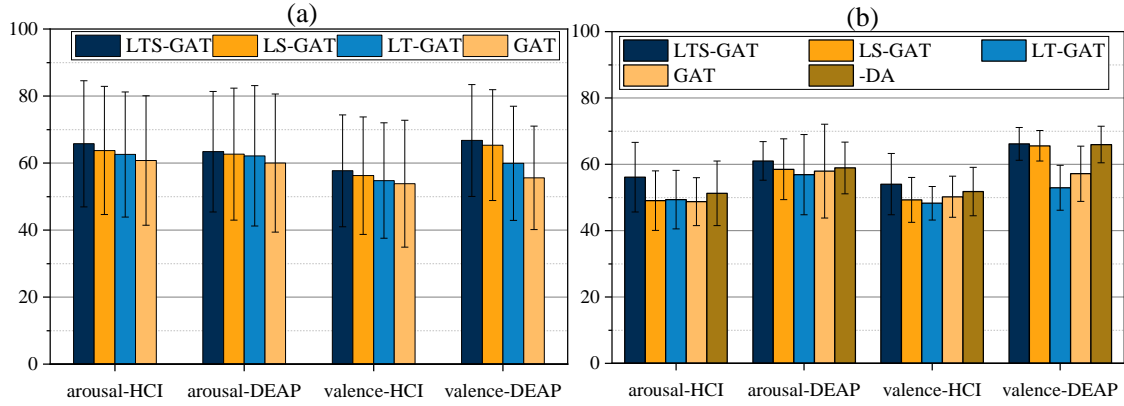 (a)
LTS-GAT LS-GAT LT-GAT GAT
100
80
60
40
20
0
arousal-HCI arousal-DEAP valence-HCI valence-DEAP
(b)
LTS-GAT LS-GAT LT-GAT
GAT -DA
100
80
60
40
20
0
arousal-HCI arousal-DEAP valence-HCI valence-DEAP